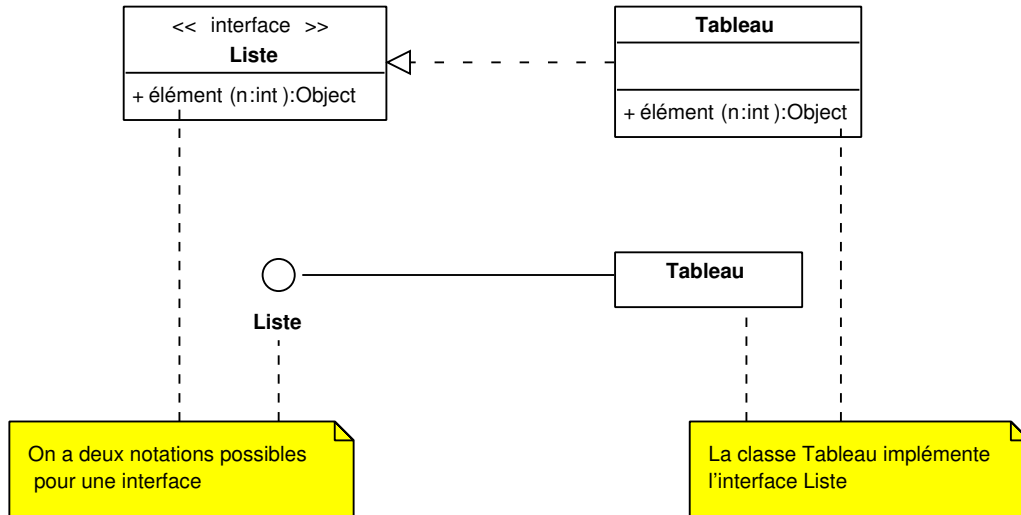 << interface >>
Liste
+ élément (n:int ):Object
Tableau
+ élément (n:int ):Object
Liste
Tableau
On a deux notations possibles
pour une interface
La classe Tableau implémente
l'interface Liste